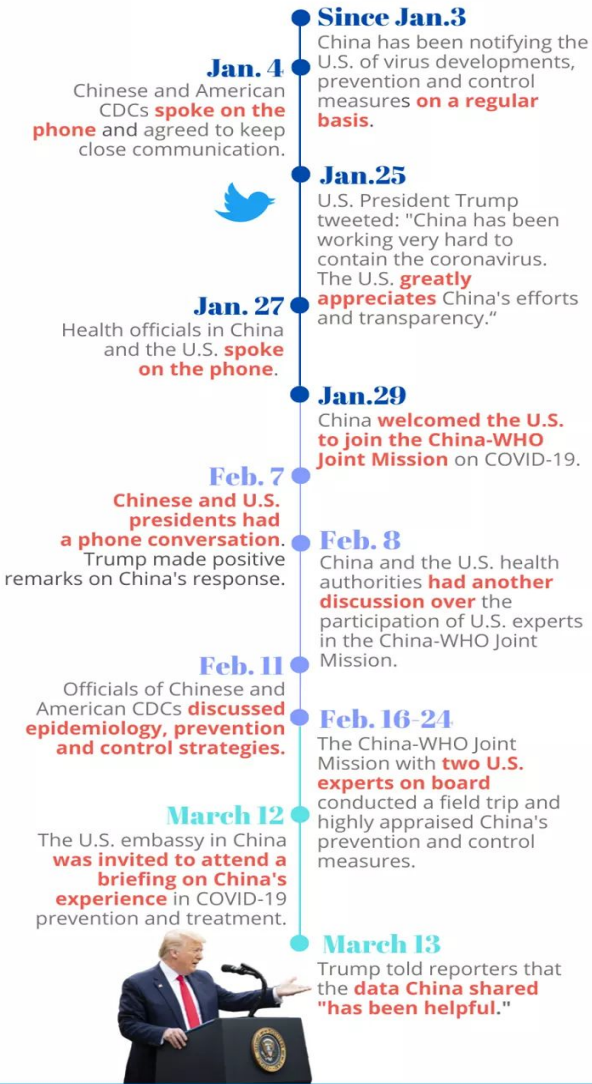 Since Jan.3
China has been notifying the
U.S. of virus developments,
prevention and control
measures on a regular
basis.
Jan. 4
Chinese and American
CDCs spoke on the
phone and agreed to keep
close communication.
Jan.25
U.S. President Trump
tweeted: "China has been
working very hard to
contain the coronavirus.
The U.S. greatly
appreciates China's efforts
and transparency.“
Jan. 27
Health officials in China
and the U.S. spoke
on the phone.
Jan.29
China welcomed the U.S.
to join the China-WHO
Joint Mission on COVID-19.
Feb. 7
Chinese and U.S.
presidents had
a phone conversation.
Trump made positive
remarks on China's response.
Feb. 8
China and the U.S. health
authorities had another
discussion over the
participation of U.S. experts
in the China-WHO Joint
Mission.
Feb. 11
Officials of Chinese and
American CDCs discussed
epidemiology, prevention
and control strategies.
Feb. 16-24
The China-WHO Joint
Mission with two U.S.
experts on board
conducted a field trip and
highly appraised China's
prevention and control
measures.
March 12
The U.S. embassy in China
was invited to attend a
briefing on China's
experience in COVID-19
prevention and treatment.
March 13
Trump told reporters that
the data China shared
"has been helpful."